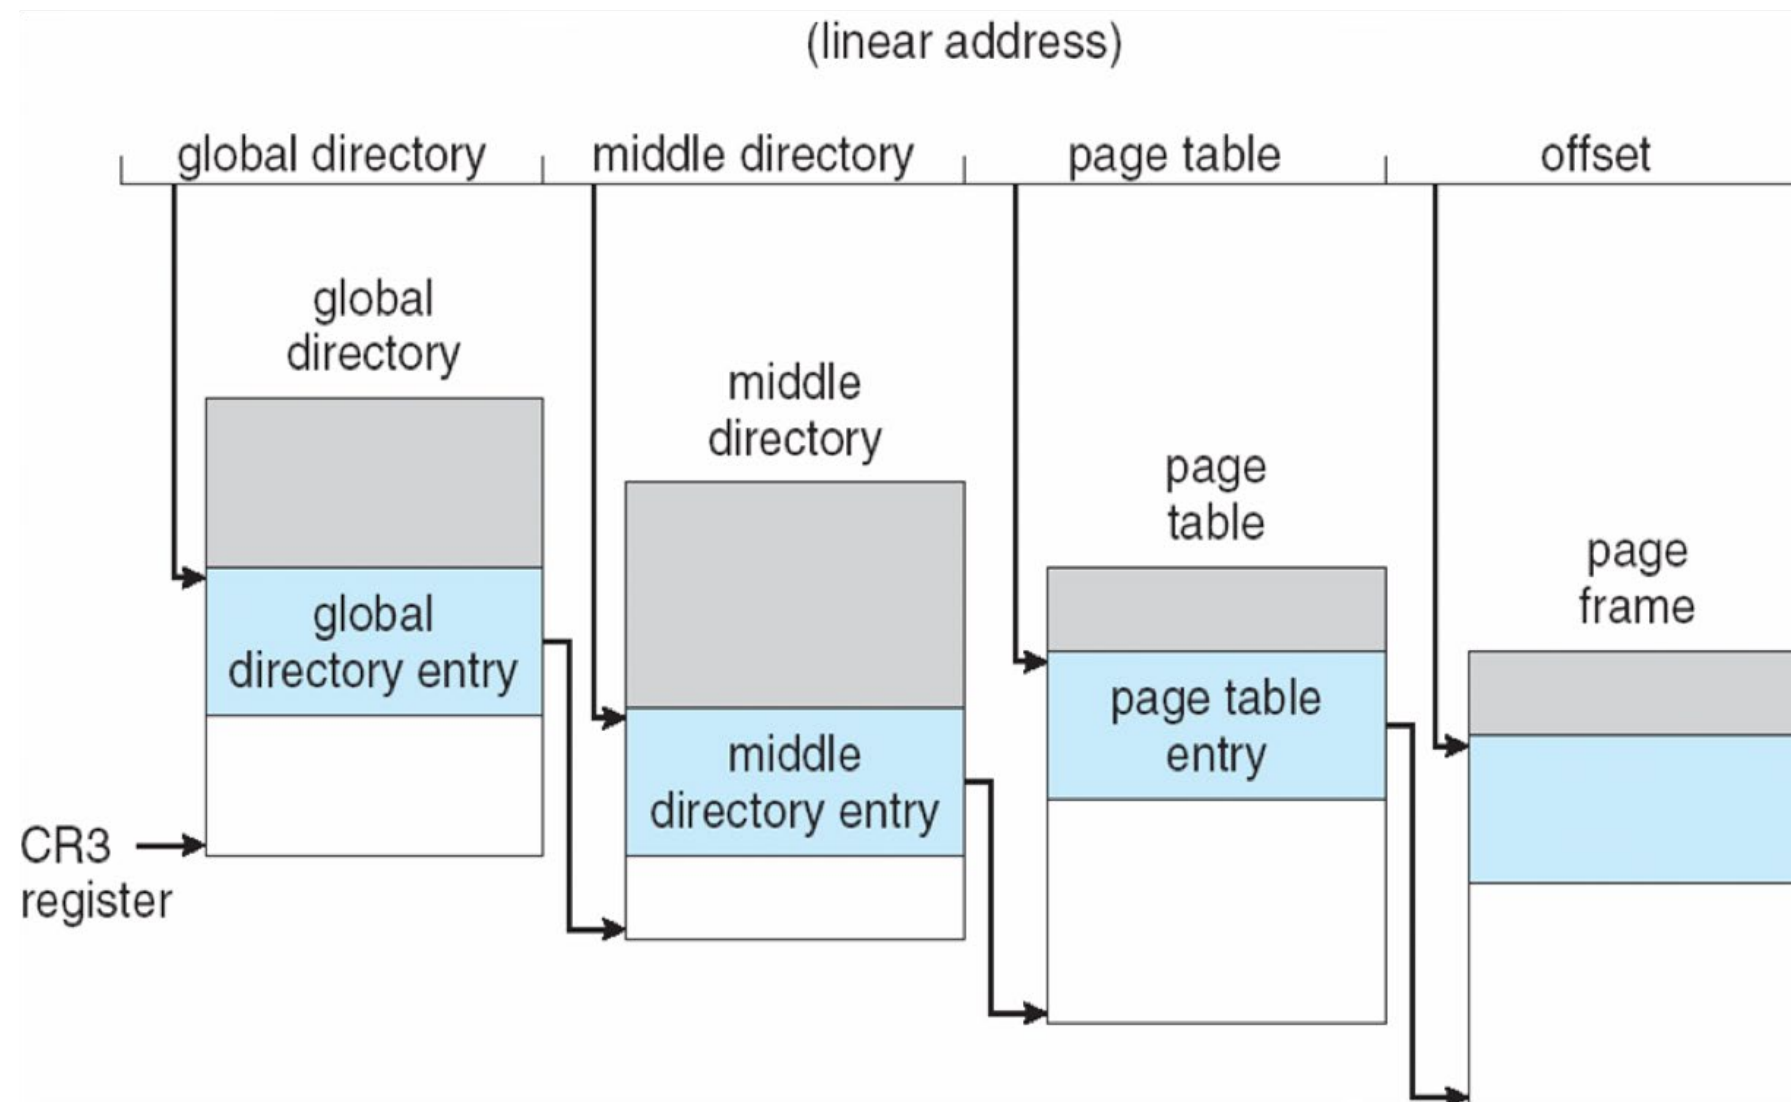 (linear address)
global directory
middle directory
page table
offset
global
directory
middle
directory
page
table
page
frame
global
directory entry
middle
directory entry
page table
entry
CR3
register